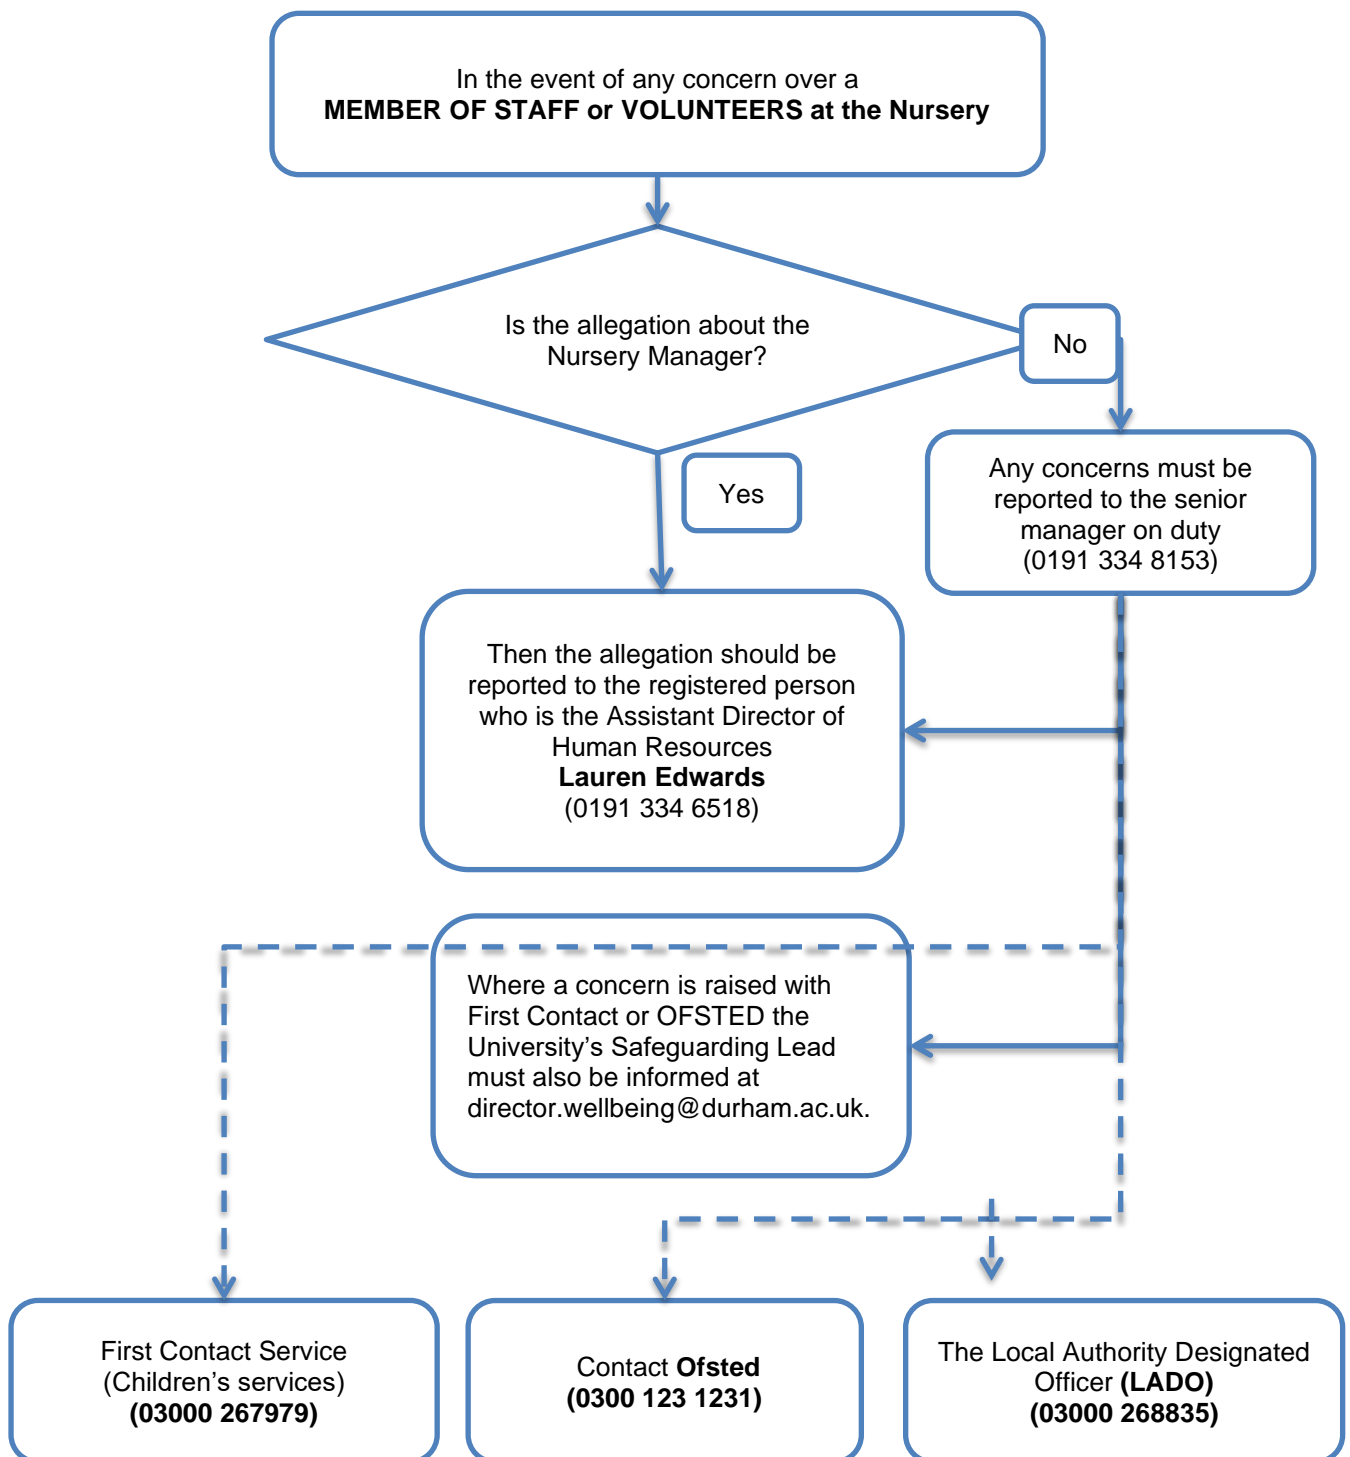 In the event of any concern over a
MEMBER OF STAFF or VOLUNTEERS at the Nursery
Is the allegation about the
Nursery Manager?
No
Yes
Any concerns must be
reported to the senior
manager on duty
(0191 334 8153)
Then the allegation should be
reported to the registered person
who is the Assistant Director of
Human Resources
Lauren Edwards
(0191 334 6518)
Where a concern is raised with
First Contact or OFSTED the
University’s Safeguarding Lead
must also be informed at
director.wellbeing@durham.ac.uk.
First Contact Service
(Children’s services)
(03000 267979)
Contact Ofsted
(0300 123 1231)
The Local Authority Designated
Officer (LADO)
(03000 268835)